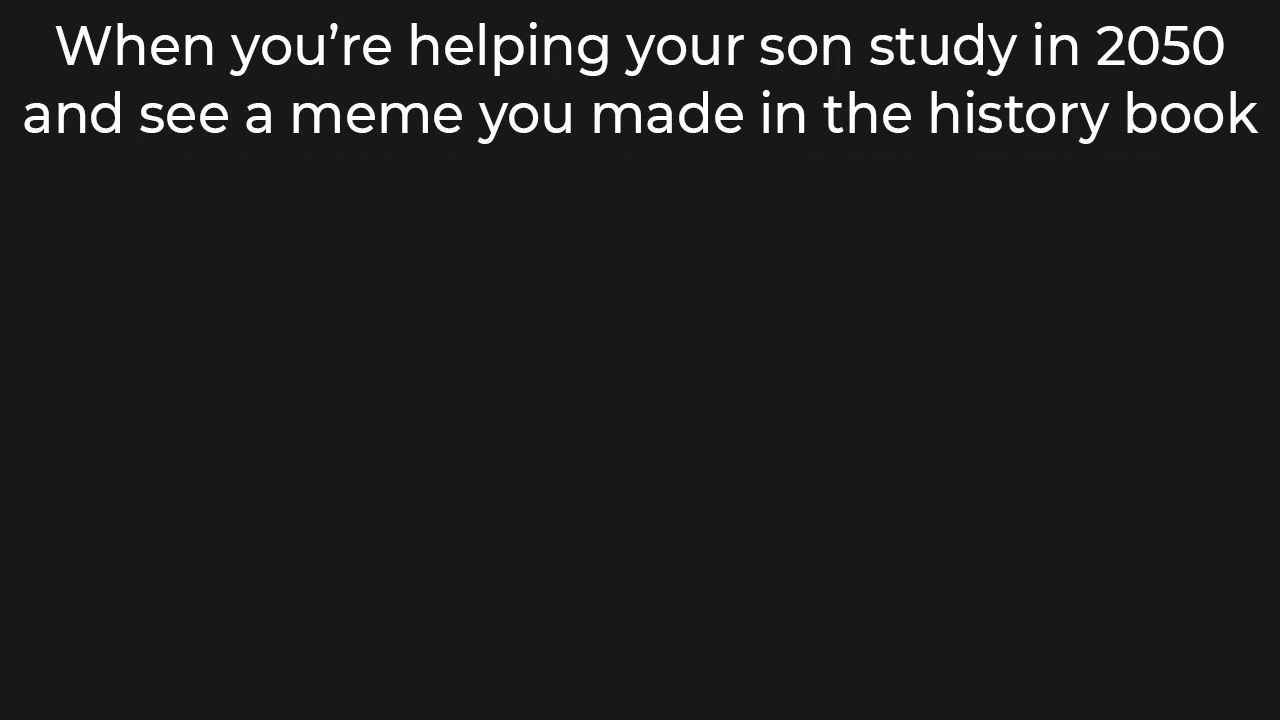 When you’re helping your son study in 2050
and see a meme you made in the history book